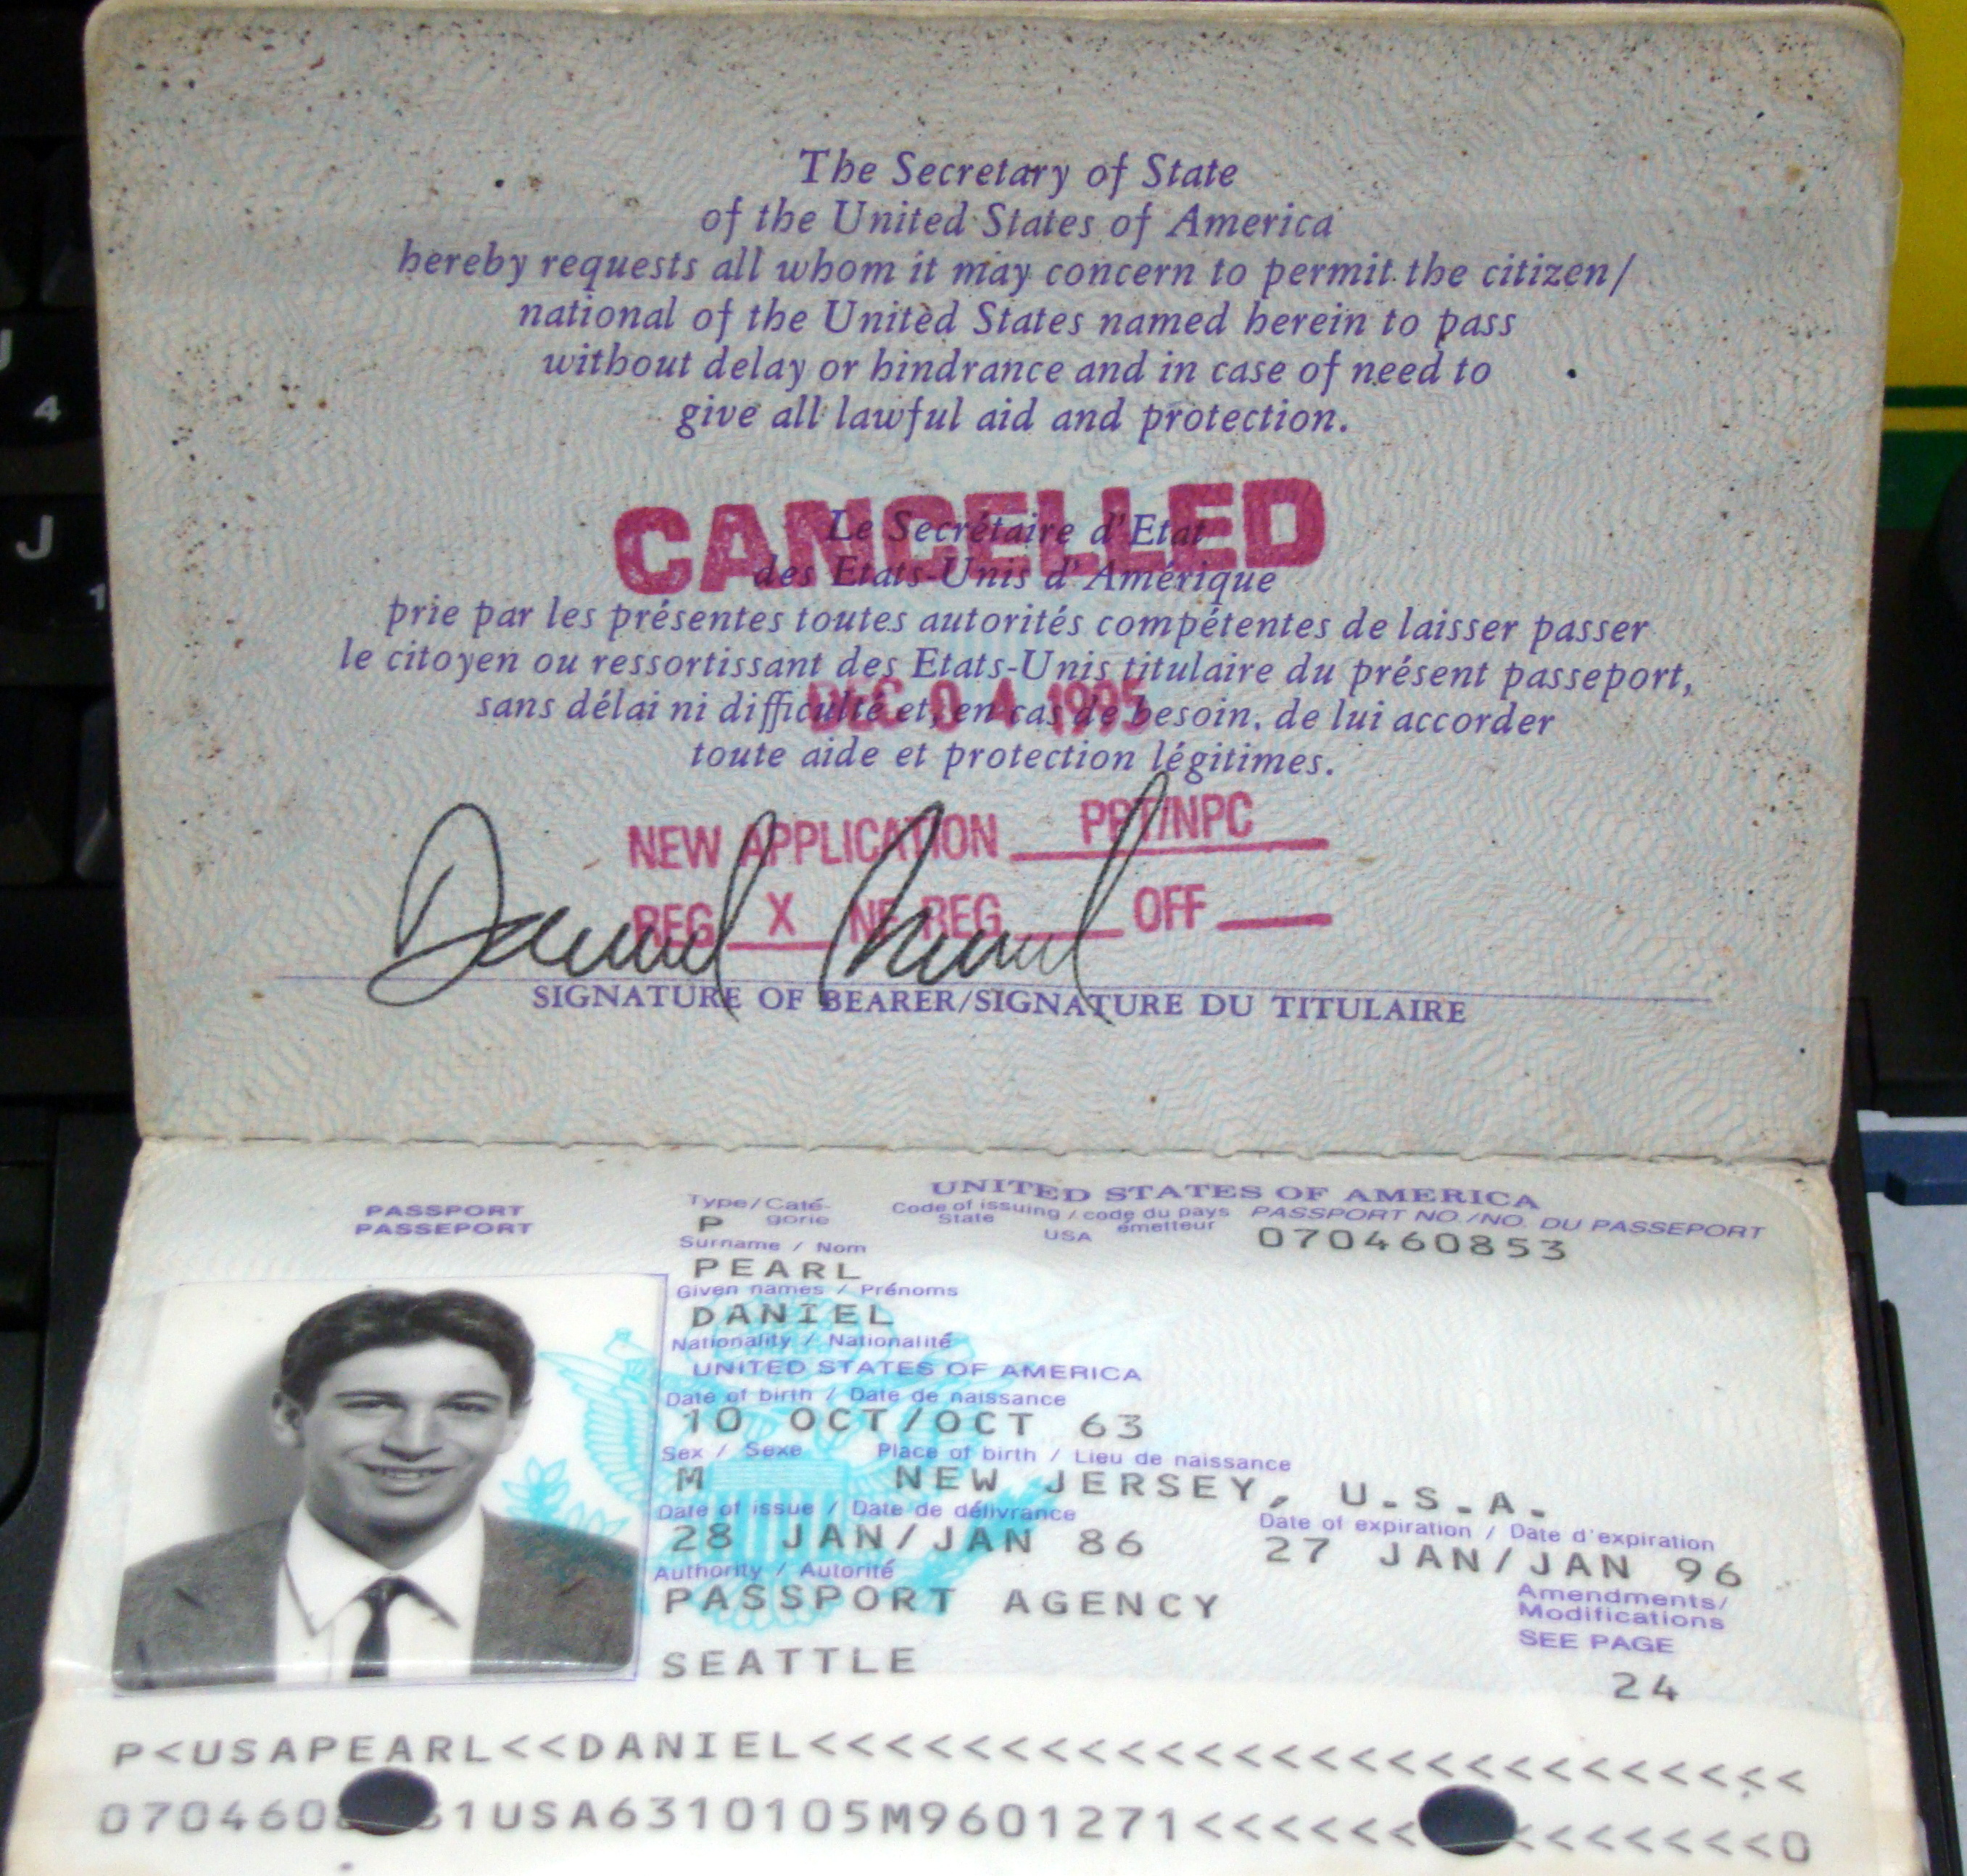 The Secretary of State
of the United States of America
hereby requests all whom it may concern to permit the citizen/
national of the United States named herein to pass
without delay or hindrance and in case of need to
give all lawful aid and protection.
CANCELLED
Le Secrétaire d'Etat
des Etats-Unis d'Amérique
prie par les présentes toutes autorités compétentes de laisser passer
le citoyen ou ressortissant des Etats-Unis titulaire du présent passeport,
DEC 04 1995
sans délai ni difficulté et, en cas de besoin, de lui accorder
toute aide et protection légitimes.
NEW APPLICATION PPT/NPC
REG X NF REG OFF
Daniel Pearl
SIGNATURE OF BEARER/SIGNATURE DU TITULAIRE
UNITED STATES OF AMERICA
PASSPORT
PASSEPORT
Type/Caté-
gorie
P
Code of issuing / code du pays
State émetteur
USA
PASSPORT NO./NO. DU PASSEPORT
070460853
Surname / Nom
PEARL
Given names / Prénoms
DANIEL
Nationality / Nationalité
UNITED STATES OF AMERICA
Date of birth / Date de naissance
10 OCT/OCT 63
Sex / Sexe Place of birth / Lieu de naissance
M NEW JERSEY, U.S.A.
Date of issue / Date de délivrance Date of expiration / Date d'expiration
28 JAN/JAN 86 27 JAN/JAN 96
Authority / Autorité
PASSPORT AGENCY
Amendments/
Modifications
SEE PAGE
SEATTLE
24
P<USAPEARL<<DANIEL<<<<<<<<<<<<<<<<<<<<<<<<<<
070460 1USA6310105M9601271<<<<<< <<<<<<<0
J
4
J
1